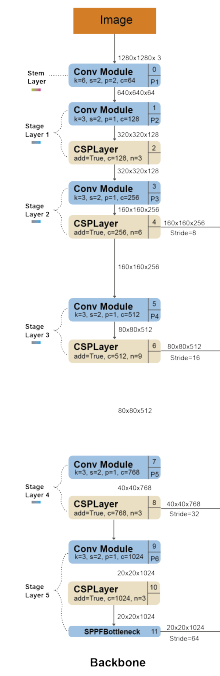 Image
1280x1280x 3
Stem
Layer
Conv Module 0
k=6, s=2, p=2, c=64 P1
640x640x64
Stage
Layer 1
Conv Module 1
k=3, s=2, p=1, c=128 P2
320x320x128
CSPLayer 2
add=True, c=128, n=3
320x320x128
Stage
Layer 2
Conv Module 3
k=3, s=2, p=1, c=256 P3
160x160x256
CSPLayer 4
add=True, c=256, n=6
160x160x256
Stride=8
160x160x256
Stage
Layer 3
Conv Module 5
k=3, s=2, p=1, c=512 P4
80x80x512
CSPLayer 6
add=True, c=512, n=9
80x80x512
Stride=16
80x80x512
Stage
Layer 4
Conv Module 7
k=3, s=2, p=1, c=768 P5
40x40x768
CSPLayer 8
add=True, c=768, n=3
40x40x768
Stride=32
Stage
Layer 5
Conv Module 9
k=3, s=2, p=1, c=1024 P6
20x20x1024
CSPLayer 10
add=True, c=1024, n=3
20x20x1024
SPPFBottleneck 11
20x20x1024
Stride=64
Backbone